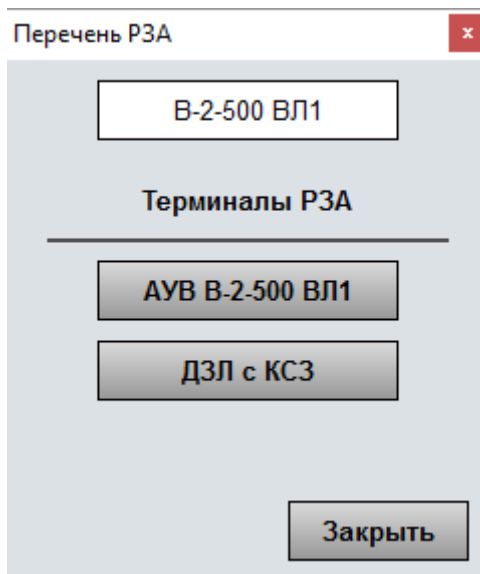 Перечень РЗА
x
В-2-500 ВЛ1
Терминалы РЗА
АУВ В-2-500 ВЛ1
ДЗЛ с КСЗ
Закрыть